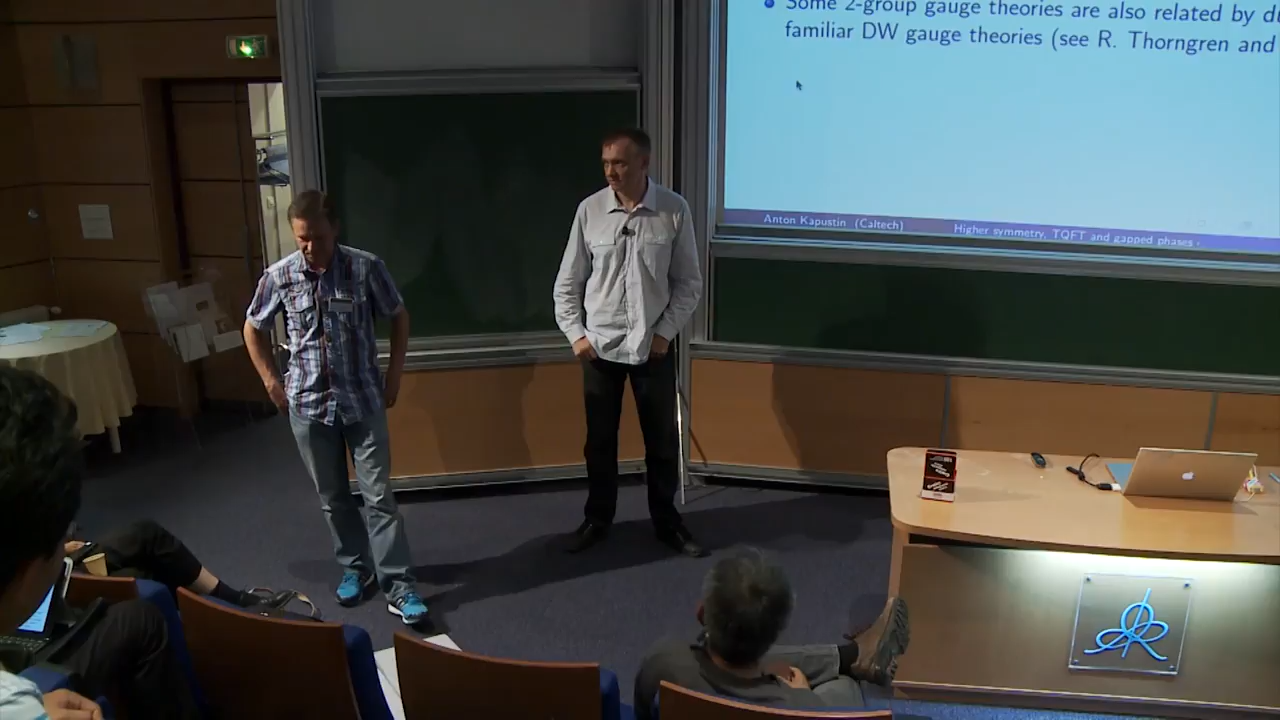 Some 2-group gauge theories are also related by
familiar DW gauge theories (see R. Thorngren and
Anton Kapustin (Caltech)
Higher symmetry, TQFT and gapped phases